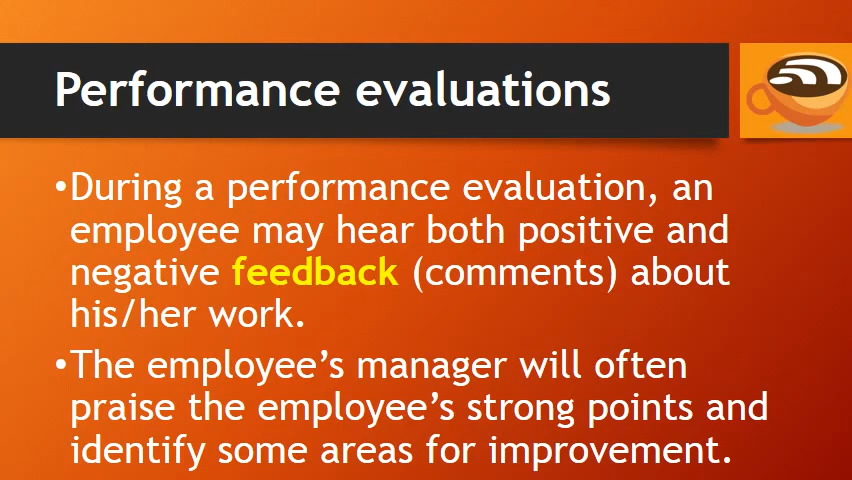 Performance evaluations
•During a performance evaluation, an
employee may hear both positive and
negative feedback (comments) about
his/her work.
•The employee’s manager will often
praise the employee’s strong points and
identify some areas for improvement.